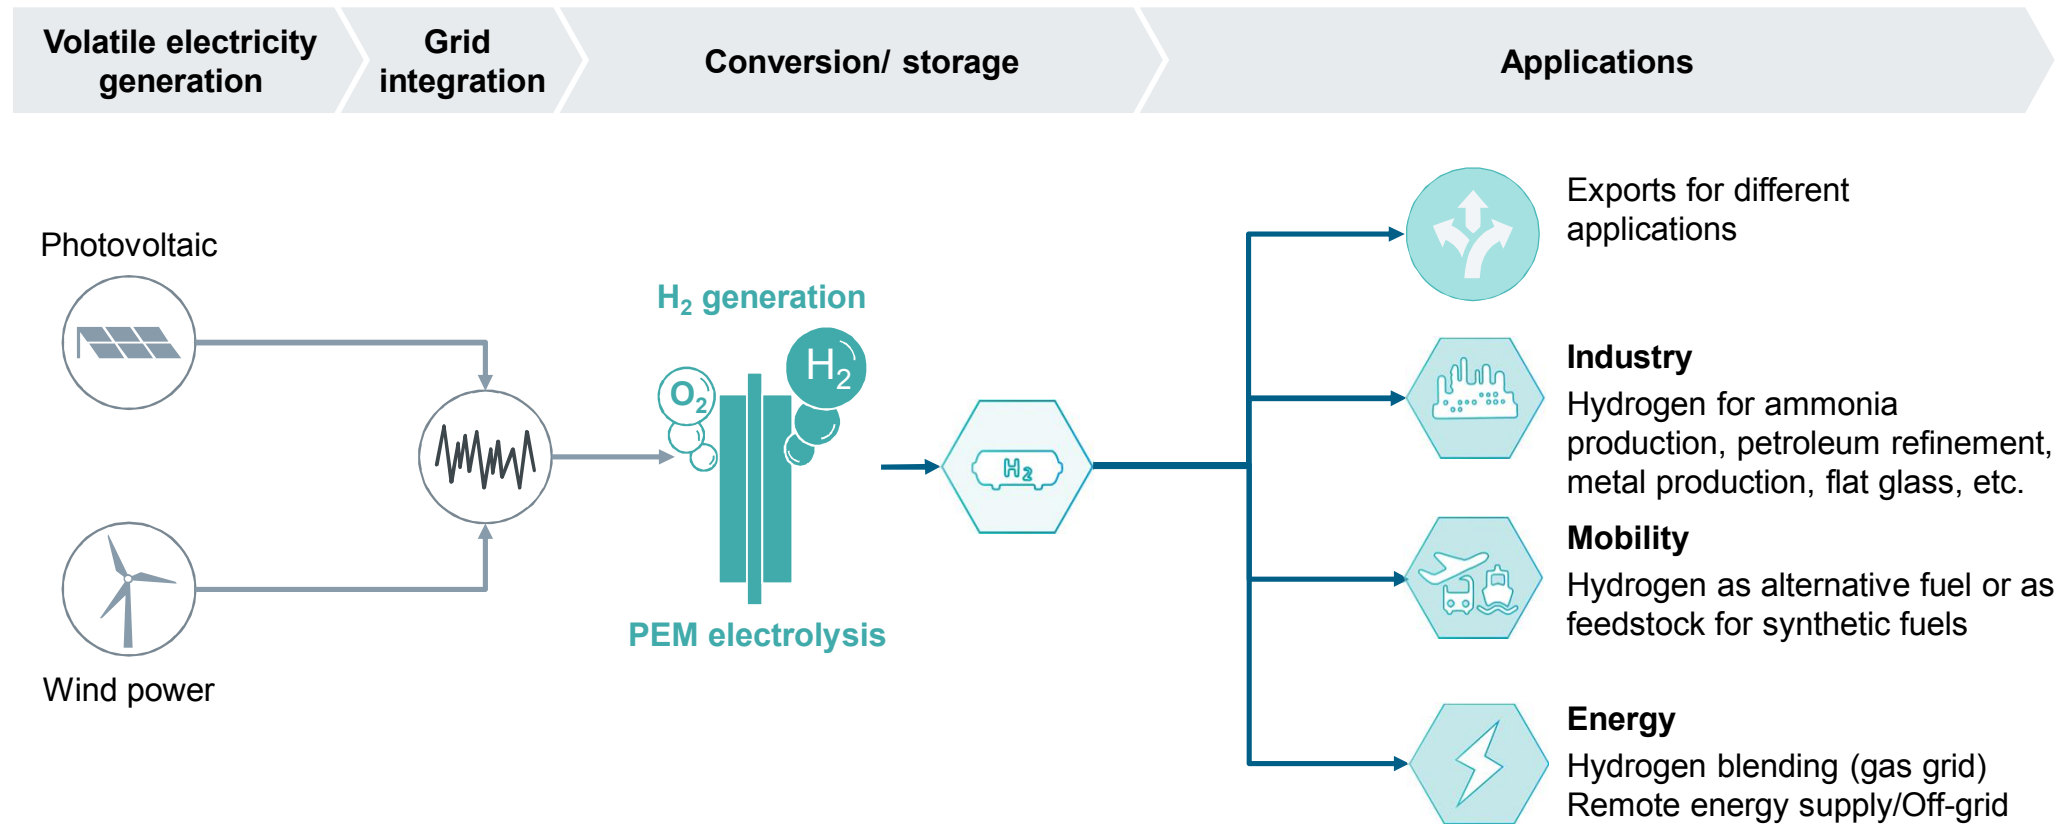 Volatile electricity
generation
Grid
integration
Conversion/ storage
Applications
Photovoltaic
Wind power
H₂ generation
O₂
H₂
PEM electrolysis
H₂
Exports for different
applications
Industry
Hydrogen for ammonia
production, petroleum refinement,
metal production, flat glass, etc.
Mobility
Hydrogen as alternative fuel or as
feedstock for synthetic fuels
Energy
Hydrogen blending (gas grid)
Remote energy supply/Off-grid